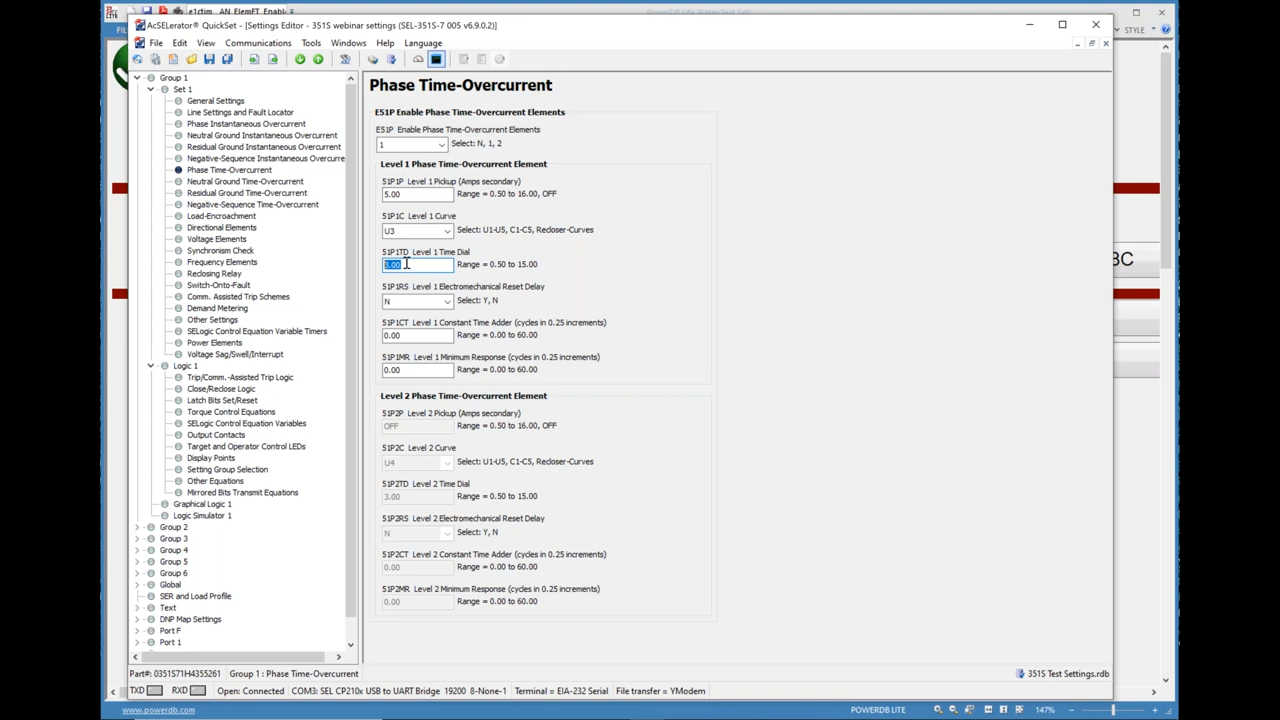 AcSELerator® QuickSet - [Settings Editor - 351S webinar settings (SEL-351S-7 005 v6.9.0.2)]
File Edit View Communications Tools Windows Help Language
STYLE
Group 1
Set 1
General Settings
Line Settings and Fault Locator
Phase Instantaneous Overcurrent
Neutral Ground Instantaneous Overcurrent
Residual Ground Instantaneous Overcurrent
Negative-Sequence Instantaneous Overcurre
Phase Time-Overcurrent
Neutral Ground Time-Overcurrent
Residual Ground Time-Overcurrent
Negative-Sequence Time-Overcurrent
Load-Encroachment
Directional Elements
Voltage Elements
Synchronism Check
Frequency Elements
Reclosing Relay
Switch-Onto-Fault
Comm. Assisted Trip Schemes
Demand Metering
Other Settings
SELogic Control Equation Variable Timers
Power Elements
Voltage Sag/Swell/Interrupt
Logic 1
Trip/Comm.-Assisted Trip Logic
Close/Reclose Logic
Latch Bits Set/Reset
Torque Control Equations
SELogic Control Equation Variables
Output Contacts
Target and Operator Control LEDs
Display Points
Setting Group Selection
Other Equations
Mirrored Bits Transmit Equations
Graphical Logic 1
Logic Simulator 1
Group 2
Group 3
Group 4
Group 5
Group 6
Global
SER and Load Profile
Text
DNP Map Settings
Port F
Port 1
Phase Time-Overcurrent
E51P Enable Phase Time-Overcurrent Elements
E51P Enable Phase Time-Overcurrent Elements
1 Select: N, 1, 2
Level 1 Phase Time-Overcurrent Element
51P1P Level 1 Pickup (Amps secondary)
5.00 Range = 0.50 to 16.00, OFF
51P1C Level 1 Curve
U3 Select: U1-U5, C1-C5, Recloser-Curves
51P1TD Level 1 Time Dial
3.00 Range = 0.50 to 15.00
51P1RS Level 1 Electromechanical Reset Delay
N Select: Y, N
51P1CT Level 1 Constant Time Adder (cycles in 0.25 increments)
0.00 Range = 0.00 to 60.00
51P1MR Level 1 Minimum Response (cycles in 0.25 increments)
0.00 Range = 0.00 to 60.00
Level 2 Phase Time-Overcurrent Element
51P2P Level 2 Pickup (Amps secondary)
OFF Range = 0.50 to 16.00, OFF
51P2C Level 2 Curve
U4 Select: U1-U5, C1-C5, Recloser-Curves
51P2TD Level 2 Time Dial
3.00 Range = 0.50 to 15.00
51P2RS Level 2 Electromechanical Reset Delay
N Select: Y, N
51P2CT Level 2 Constant Time Adder (cycles in 0.25 increments)
0.00 Range = 0.00 to 60.00
51P2MR Level 2 Minimum Response (cycles in 0.25 increments)
0.00 Range = 0.00 to 60.00
BC
Part#: 0351S71H4355261 Group 1 : Phase Time-Overcurrent 351S Test Settings.rdb
TXD RXD Open: Connected COM3: SEL CP210x USB to UART Bridge 19200 8-None-1 Terminal = EIA-232 Serial File transfer = YModem
www.powerdb.com POWERDB LITE 147%